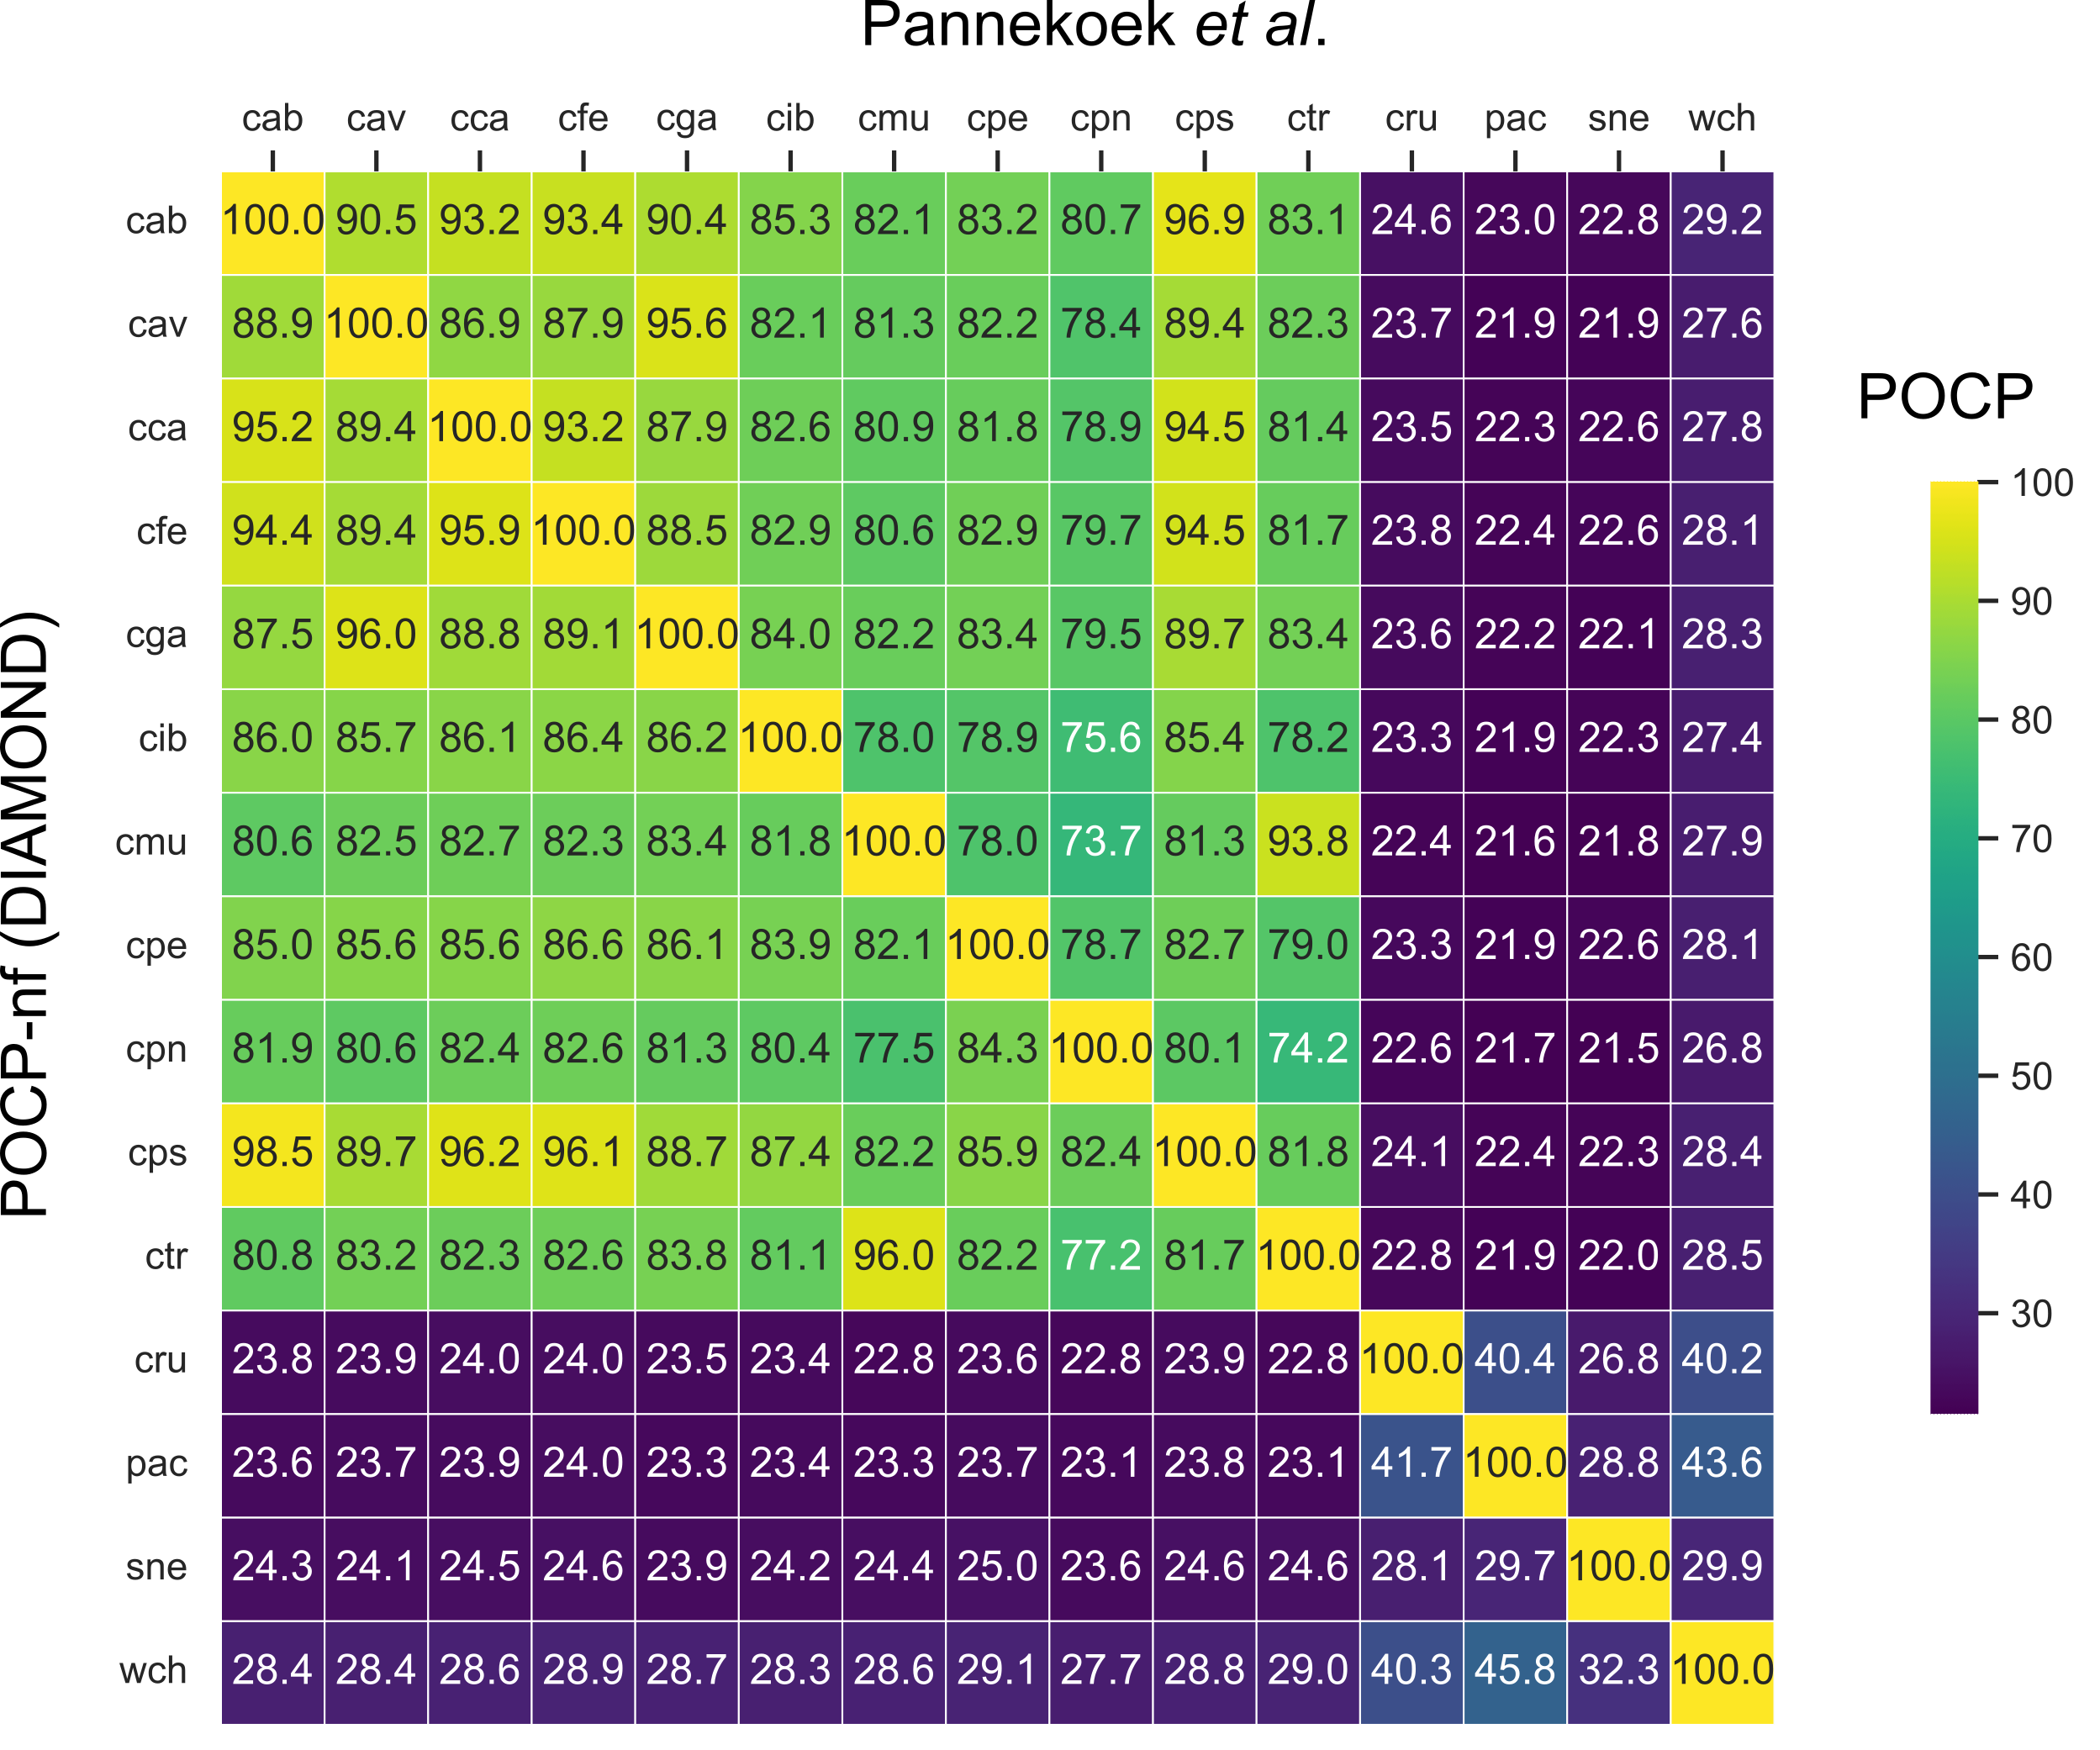 Pannekoek et al.
cab cav cca cfe cga cib cmu cpe cpn cps ctr cru pac sne wch
cab 100.0 90.5 93.2 93.4 90.4 85.3 82.1 83.2 80.7 96.9 83.1 24.6 23.0 22.8 29.2
cav 88.9 100.0 86.9 87.9 95.6 82.1 81.3 82.2 78.4 89.4 82.3 23.7 21.9 21.9 27.6
cca 95.2 89.4 100.0 93.2 87.9 82.6 80.9 81.8 78.9 94.5 81.4 23.5 22.3 22.6 27.8
cfe 94.4 89.4 95.9 100.0 88.5 82.9 80.6 82.9 79.7 94.5 81.7 23.8 22.4 22.6 28.1
cga 87.5 96.0 88.8 89.1 100.0 84.0 82.2 83.4 79.5 89.7 83.4 23.6 22.2 22.1 28.3
cib 86.0 85.7 86.1 86.4 86.2 100.0 78.0 78.9 75.6 85.4 78.2 23.3 21.9 22.3 27.4
cmu 80.6 82.5 82.7 82.3 83.4 81.8 100.0 78.0 73.7 81.3 93.8 22.4 21.6 21.8 27.9
cpe 85.0 85.6 85.6 86.6 86.1 83.9 82.1 100.0 78.7 82.7 79.0 23.3 21.9 22.6 28.1
cpn 81.9 80.6 82.4 82.6 81.3 80.4 77.5 84.3 100.0 80.1 74.2 22.6 21.7 21.5 26.8
cps 98.5 89.7 96.2 96.1 88.7 87.4 82.2 85.9 82.4 100.0 81.8 24.1 22.4 22.3 28.4
ctr 80.8 83.2 82.3 82.6 83.8 81.1 96.0 82.2 77.2 81.7 100.0 22.8 21.9 22.0 28.5
cru 23.8 23.9 24.0 24.0 23.5 23.4 22.8 23.6 22.8 23.9 22.8 100.0 40.4 26.8 40.2
pac 23.6 23.7 23.9 24.0 23.3 23.4 23.3 23.7 23.1 23.8 23.1 41.7 100.0 28.8 43.6
sne 24.3 24.1 24.5 24.6 23.9 24.2 24.4 25.0 23.6 24.6 24.6 28.1 29.7 100.0 29.9
wch 28.4 28.4 28.6 28.9 28.7 28.3 28.6 29.1 27.7 28.8 29.0 40.3 45.8 32.3 100.0
POCP-nf (DIAMOND)
POCP
100
90
80
70
60
50
40
30